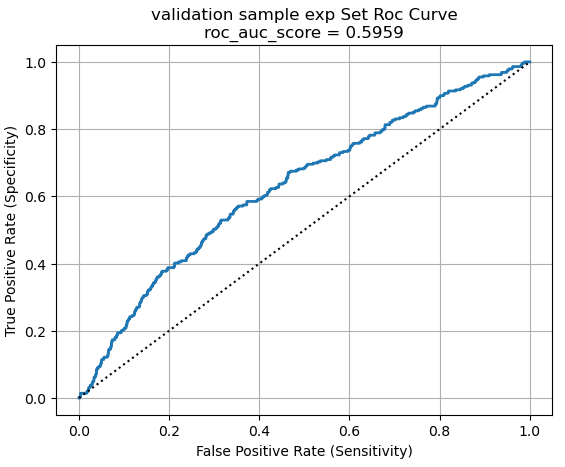 validation sample exp Set Roc Curve
roc_auc_score = 0.5959
True Positive Rate (Specificity)
1.0
0.8
0.6
0.4
0.2
0.0
0.0 0.2 0.4 0.6 0.8 1.0
False Positive Rate (Sensitivity)